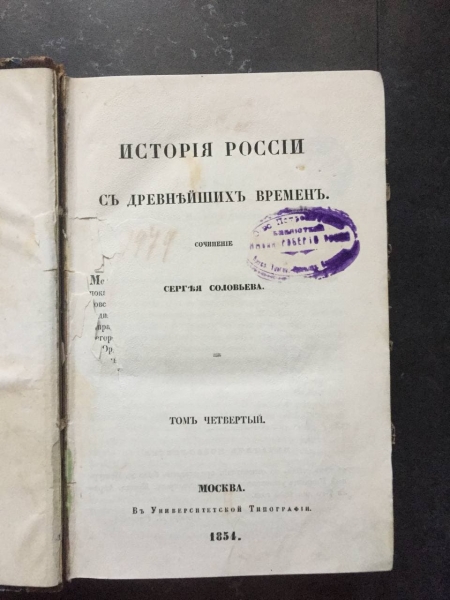 ИСТОРІЯ РОССІИ
СЪ ДРЕВНѢЙШИХЪ ВРЕМЕНЪ.
СОЧИНЕНІЕ
СЕРГѢЯ СОЛОВЬЕВА.
ТОМЪ ЧЕТВЕРТЫЙ.
МОСКВА.
Въ Университетской Типографіи.
1854.